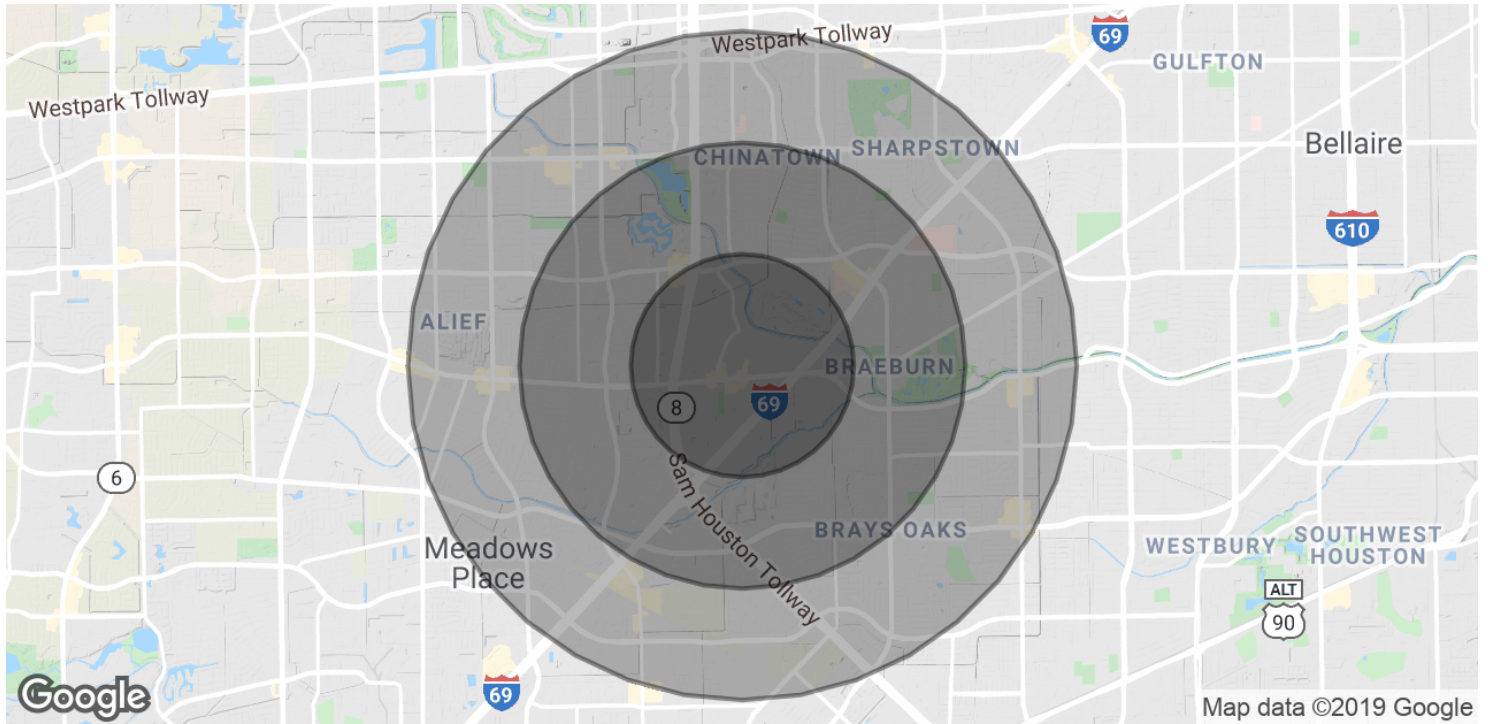 Westpark Tollway
69
GULFTON
Westpark Tollway
Bellaire
CHINATOWN
SHARPSTOWN
610
ALIEF
BRAEBURN
69
8
6
Sam Houston Tollway
BRAYS OAKS
Meadows
Place
WESTBURY
SOUTHWEST
HOUSTON
ALT
90
69
Google
Map data ©2019 Google